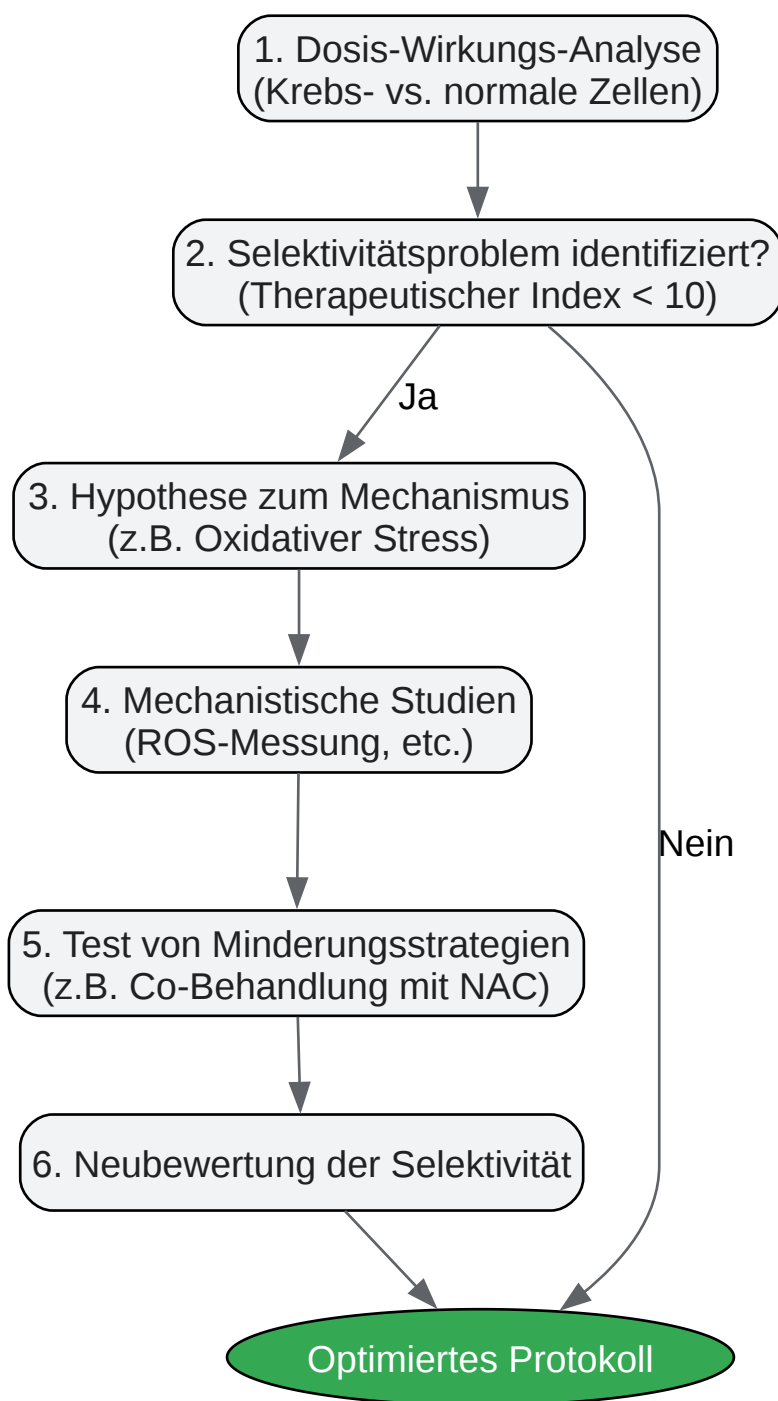 1. Dosis-Wirkungs-Analyse
(Krebs- vs. normale Zellen)
2. Selektivitätsproblem identifiziert?
(Therapeutischer Index < 10)
Ja
3. Hypothese zum Mechanismus
(z.B. Oxidativer Stress)
4. Mechanistische Studien
(ROS-Messung, etc.)
Nein
5. Test von Minderungsstrategien
(z.B. Co-Behandlung mit NAC)
6. Neubewertung der Selektivität
Optimiertes Protokoll